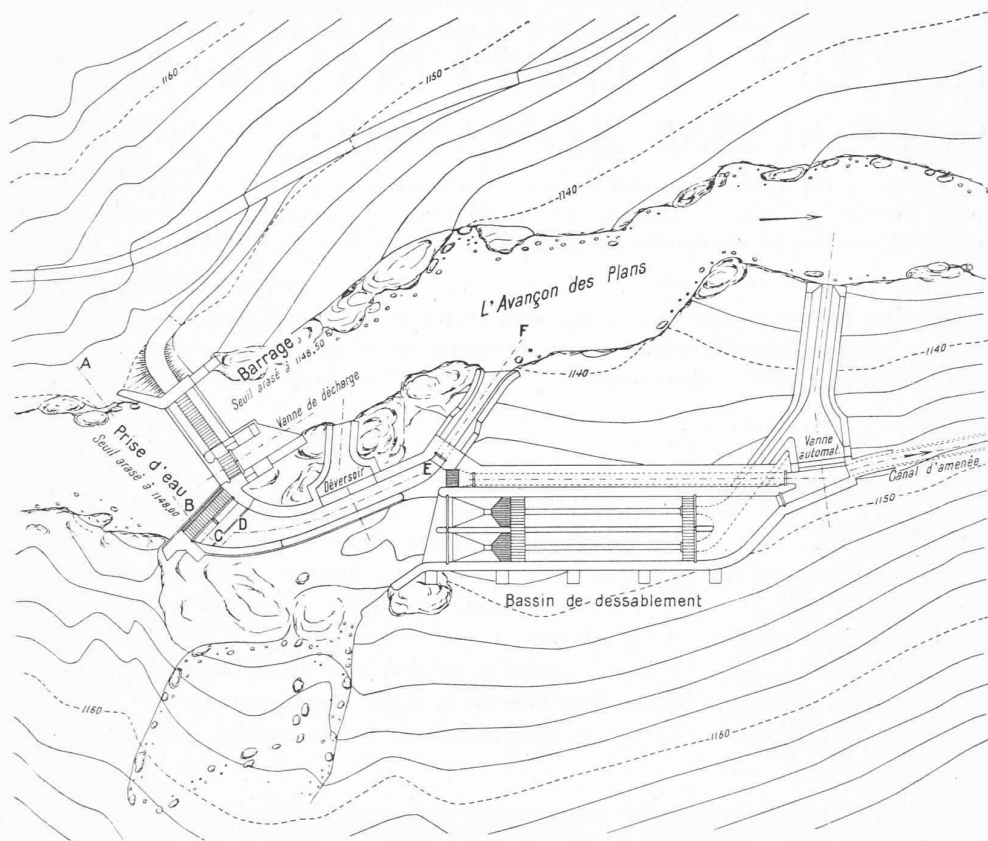 1160
1150
1140
L'Avançon des Plans
A
Barrage
Seuil arasé à 1148,50
F
1140
1140
Vanne de décharge
Prise d'eau
Seuil arasé à 1148,00
Vanne
automat.
Canal d'amenée
E
Déversoir
B
D
C
1150
Bassin de dessablement
1160
1160